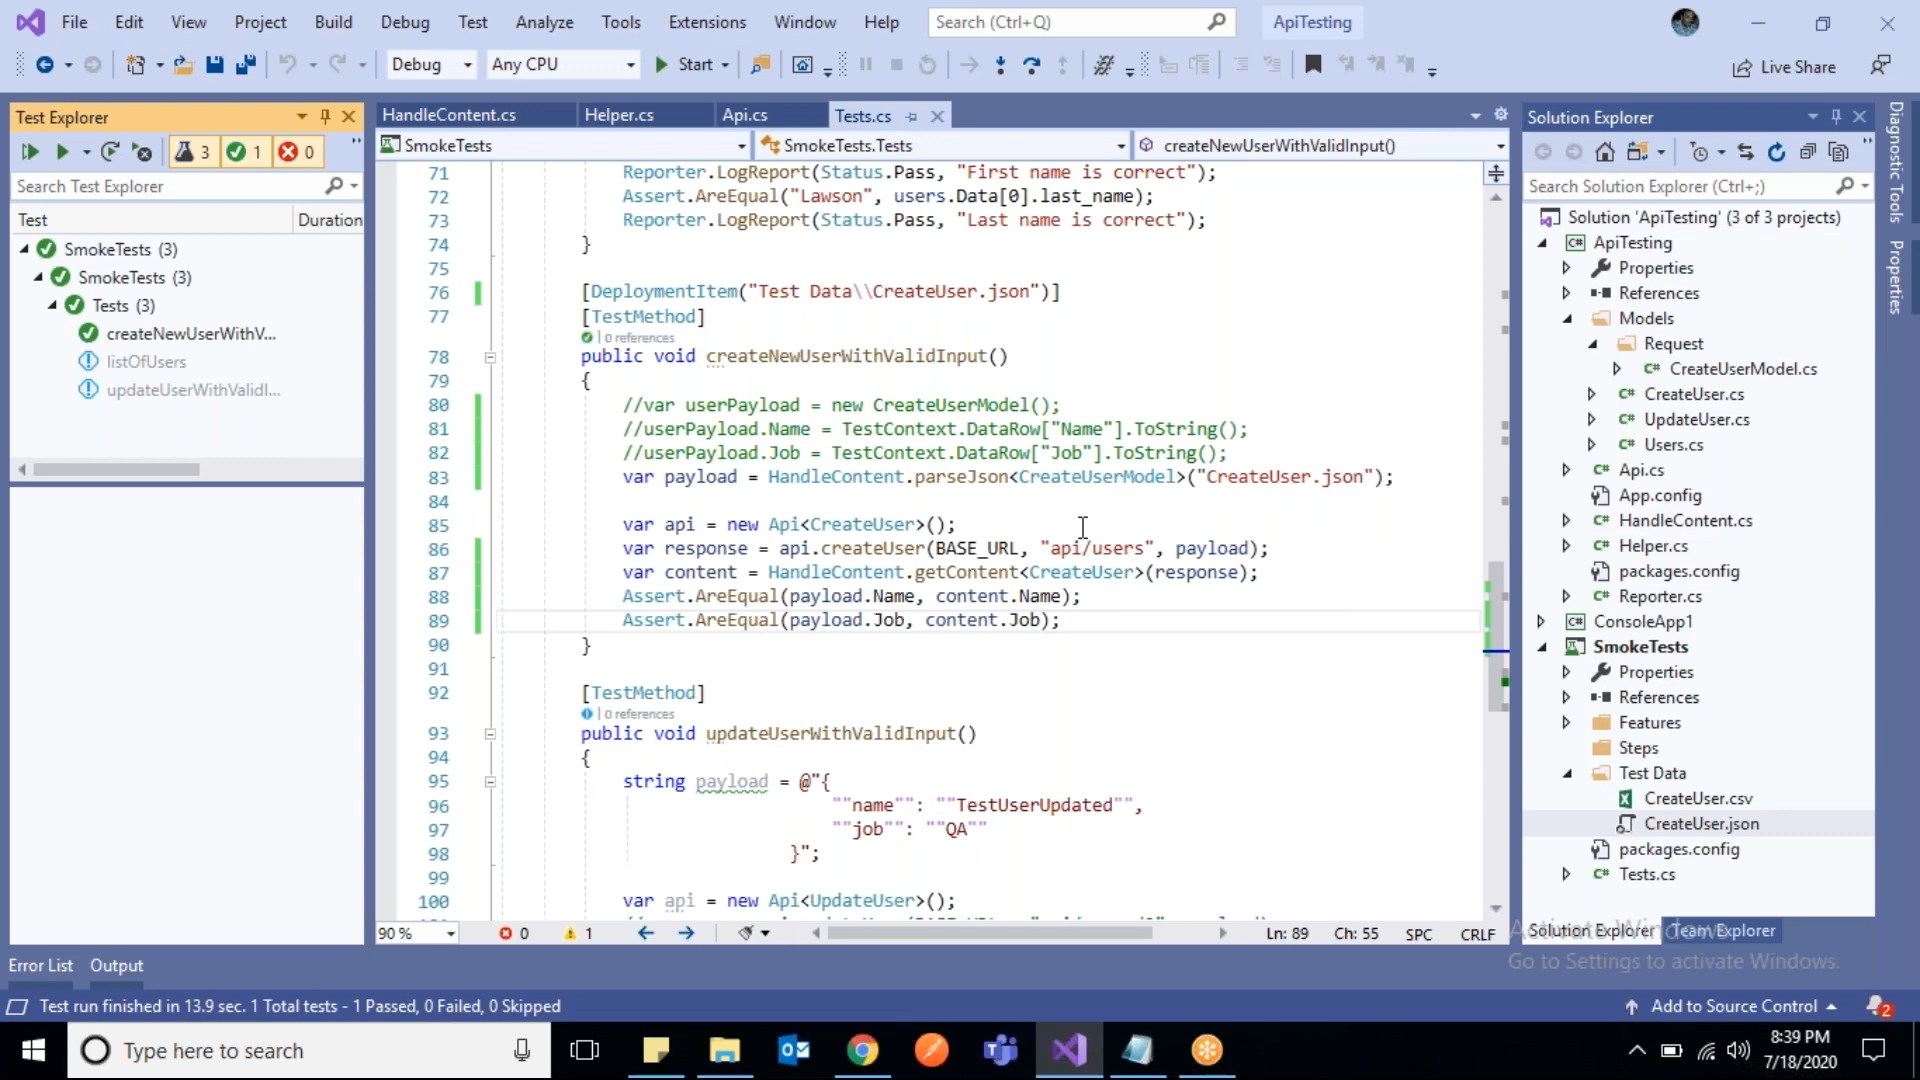 File Edit View Project Build Debug Test Analyze Tools Extensions Window Help Search (Ctrl+Q) ApiTesting
Debug Any CPU Start Live Share
Test Explorer
3 1 0
Search Test Explorer
Test Duration
SmokeTests (3)
SmokeTests (3)
Tests (3)
createNewUserWithV...
listOfUsers
updateUserWithValidI...
HandleContent.cs Helper.cs Api.cs Tests.cs
SmokeTests SmokeTests.Tests createNewUserWithValidInput()
71 Reporter.LogReport(Status.Pass, "First name is correct");
72 Assert.AreEqual("Lawson", users.Data[0].last_name);
73 Reporter.LogReport(Status.Pass, "Last name is correct");
74 }
75
76 [DeploymentItem("Test Data\\CreateUser.json")]
77 [TestMethod]
0 references
78 public void createNewUserWithValidInput()
79 {
80 //var userPayload = new CreateUserModel();
81 //userPayload.Name = TestContext.DataRow["Name"].ToString();
82 //userPayload.Job = TestContext.DataRow["Job"].ToString();
83 var payload = HandleContent.parseJson<CreateUserModel>("CreateUser.json");
84
85 var api = new Api<CreateUser>();
86 var response = api.createUser(BASE_URL, "api/users", payload);
87 var content = HandleContent.getContent<CreateUser>(response);
88 Assert.AreEqual(payload.Name, content.Name);
89 Assert.AreEqual(payload.Job, content.Job);
90 }
91
92 [TestMethod]
0 references
93 public void updateUserWithValidInput()
94 {
95 string payload = @"{
96 ""name"": ""TestUserUpdated"",
97 ""job"": ""QA""
98 }";
99
100 var api = new Api<UpdateUser>();
90 % 0 1 Ln: 89 Ch: 55 SPC CRLF
Solution Explorer
Search Solution Explorer (Ctrl+;)
Solution 'ApiTesting' (3 of 3 projects)
ApiTesting
Properties
References
Models
Request
CreateUserModel.cs
CreateUser.cs
UpdateUser.cs
Users.cs
Api.cs
App.config
HandleContent.cs
Helper.cs
packages.config
Reporter.cs
ConsoleApp1
SmokeTests
Properties
References
Features
Steps
Test Data
CreateUser.csv
CreateUser.json
packages.config
Tests.cs
Solution Explorer Team Explorer
Diagnostic Tools
Properties
Activate Windows
Go to Settings to activate Windows.
Error List Output
Test run finished in 13.9 sec. 1 Total tests - 1 Passed, 0 Failed, 0 Skipped
Add to Source Control 2
Type here to search
8:39 PM
7/18/2020